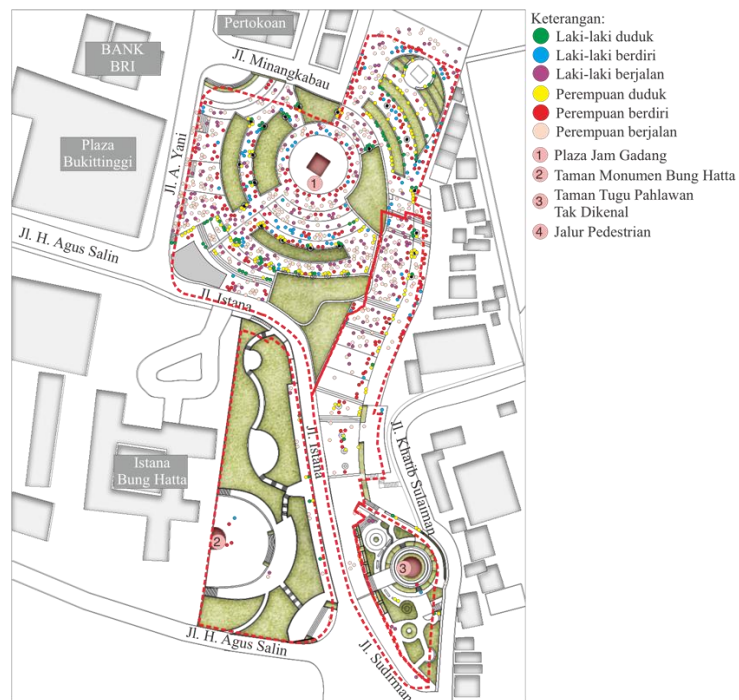 Keterangan:
Laki-laki duduk
Laki-laki berdiri
Laki-laki berjalan
Perempuan duduk
Perempuan berdiri
Perempuan berjalan
1 Plaza Jam Gadang
2 Taman Monumen Bung Hatta
3 Taman Tugu Pahlawan
Tak Dikenal
4 Jalur Pedestrian
Pertokoan
BANK
BRI
Jl. Minangkabau
Plaza
Bukittinggi
Jl. A. Yani
1
Jl. H. Agus Salin
Jl. Istana
Jl. Istana
Jl. Khatib Sulaiman
Istana
Bung Hatta
2
3
Jl. H. Agus Salin
Jl. Sudirman